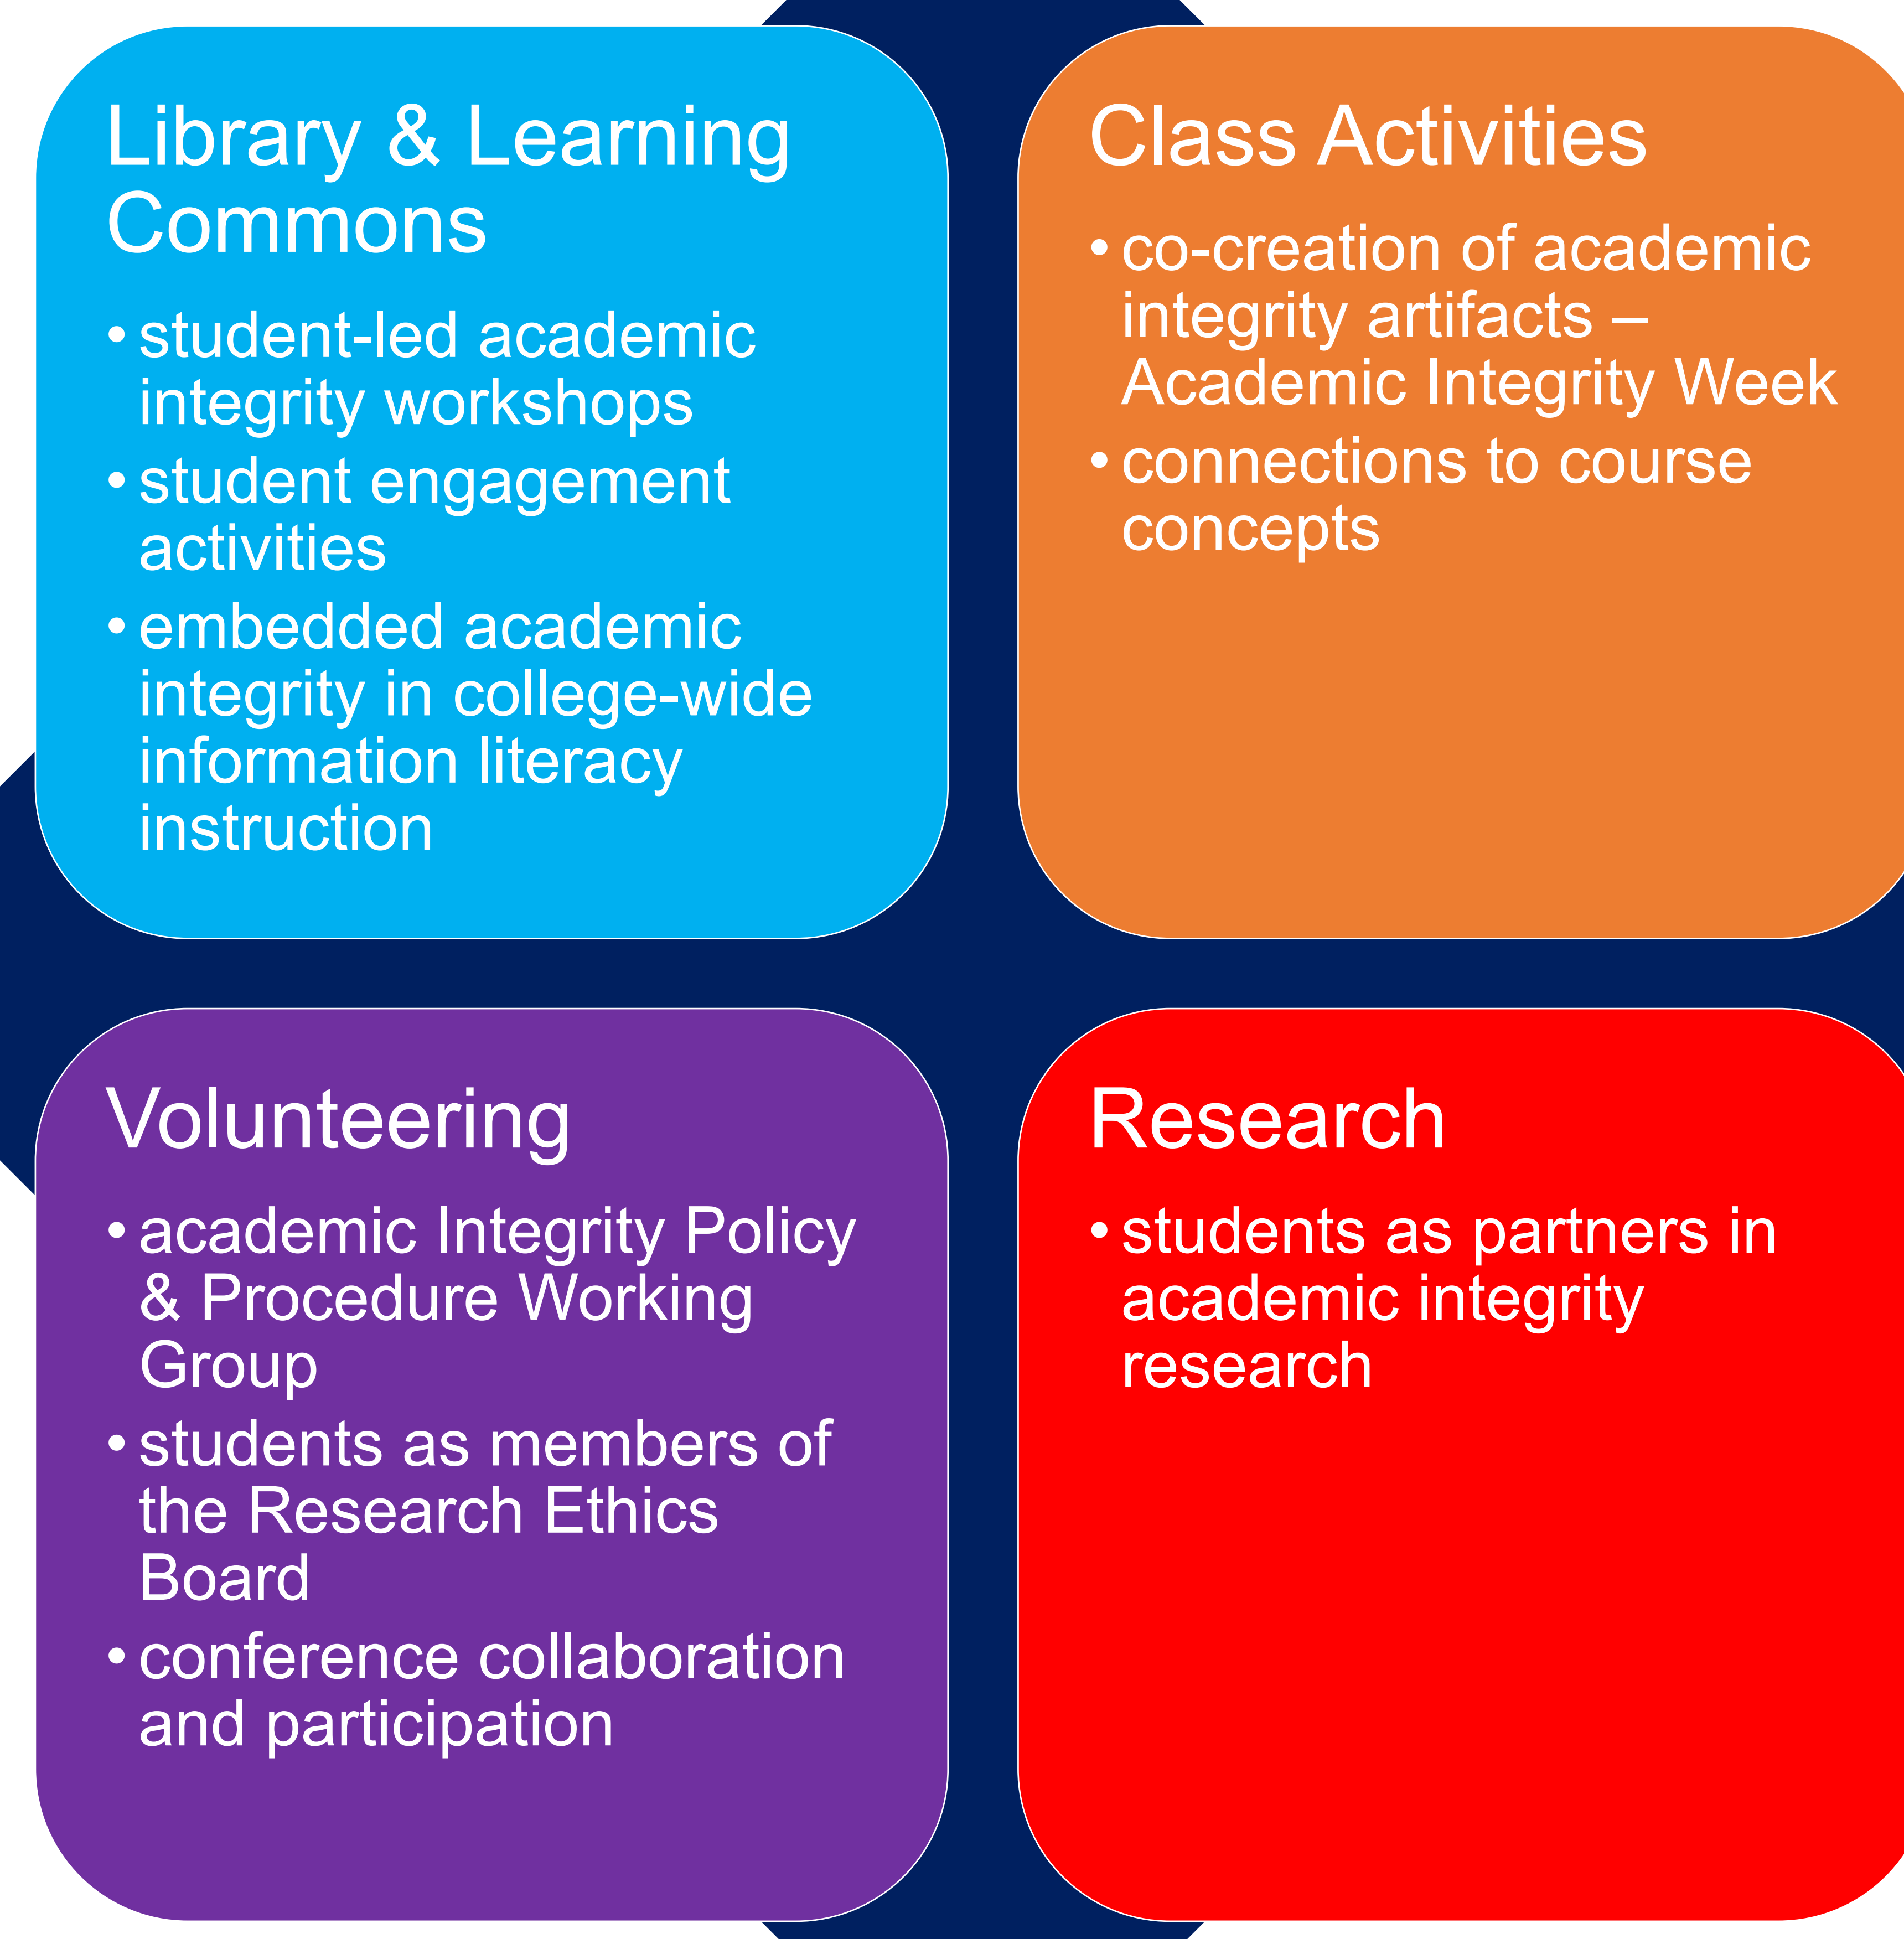 Library & Learning
Commons
• student-led academic
integrity workshops
• student engagement
activities
• embedded academic
integrity in college-wide
information literacy
instruction
Class Activities
• co-creation of academic
integrity artifacts –
Academic Integrity Week
• connections to course
concepts
Volunteering
• academic Integrity Policy
& Procedure Working
Group
• students as members of
the Research Ethics
Board
• conference collaboration
and participation
Research
• students as partners in
academic integrity
research